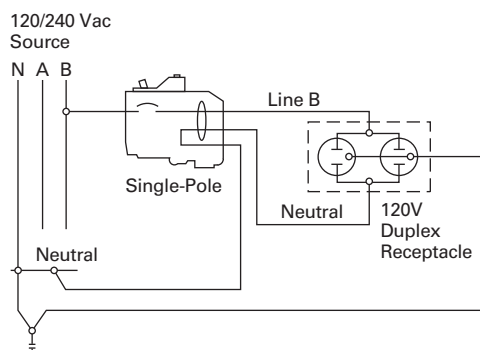 120/240 Vac
Source
N A B
Line B
Single-Pole
Neutral
120V
Duplex
Receptacle
Neutral